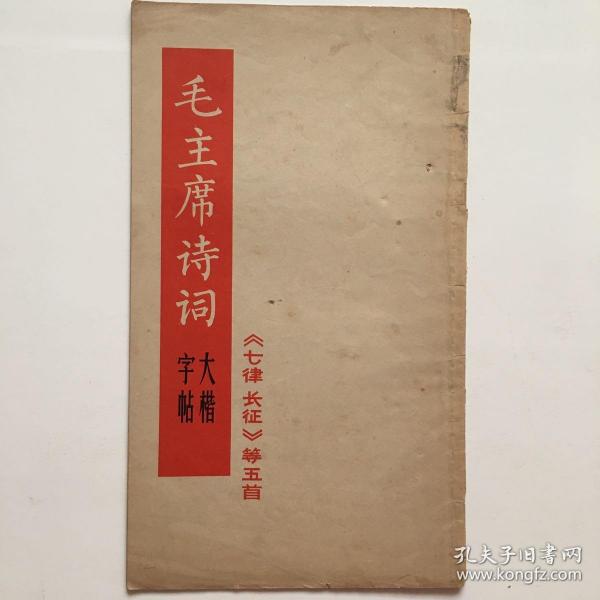 毛主席诗词
大楷
字帖
《七律 长征》等五首
孔夫子旧书网
www.kongfz.com